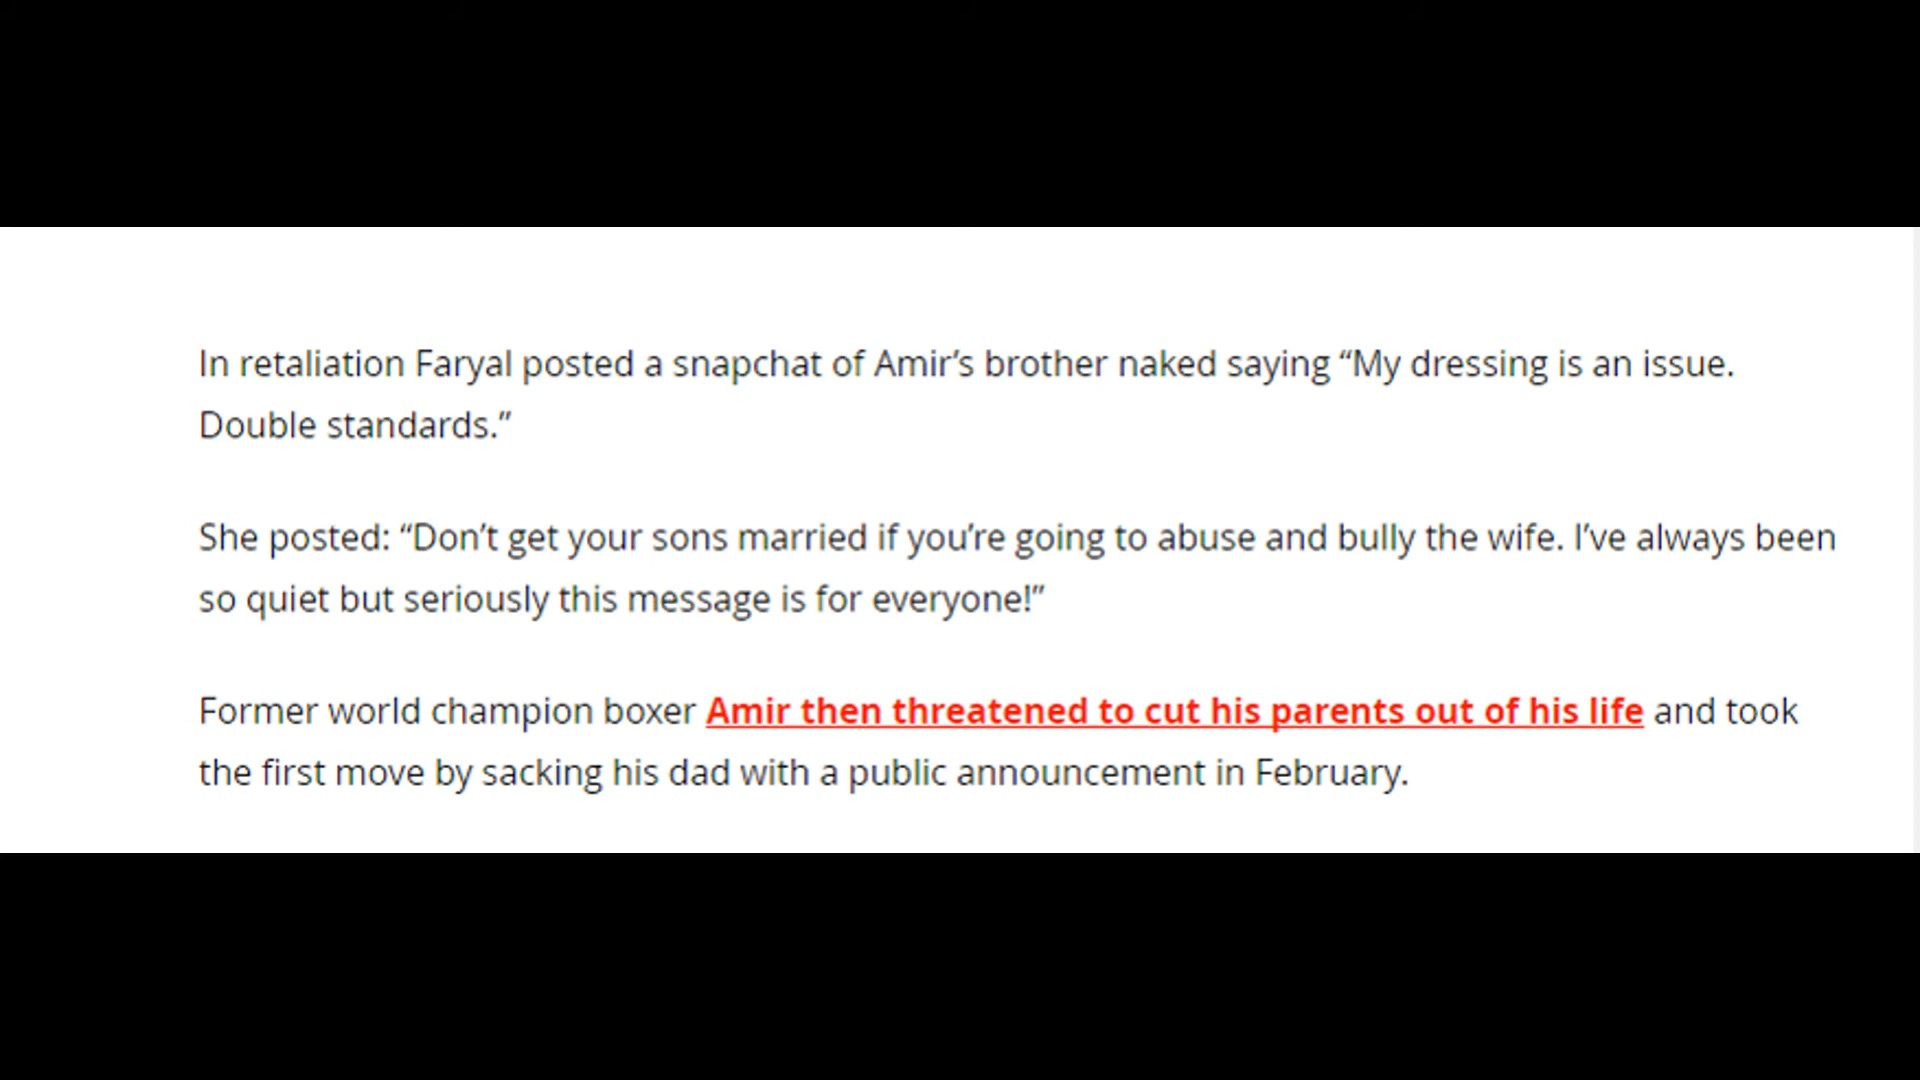 In retaliation Faryal posted a snapchat of Amir’s brother naked saying “My dressing is an issue.
Double standards.”
She posted: “Don’t get your sons married if you’re going to abuse and bully the wife. I’ve always been
so quiet but seriously this message is for everyone!”
Former world champion boxer Amir then threatened to cut his parents out of his life and took
the first move by sacking his dad with a public announcement in February.